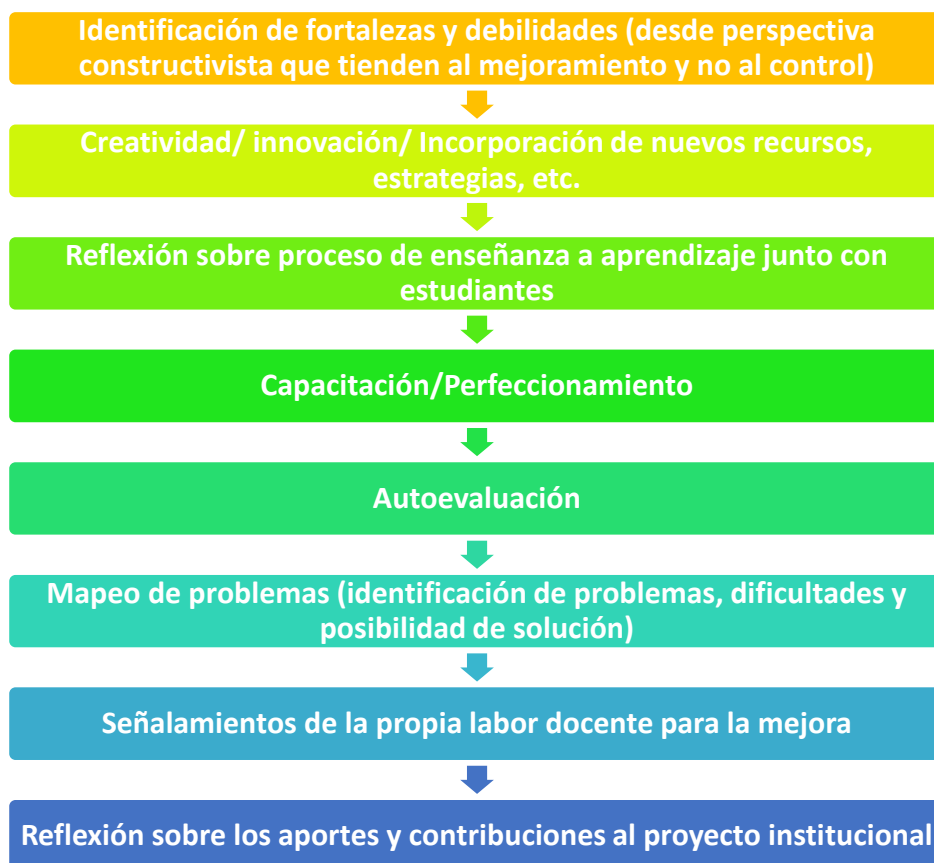 Identificación de fortalezas y debilidades (desde perspectiva
constructivista que tienden al mejoramiento y no al control)
Creatividad/ innovación/ Incorporación de nuevos recursos,
estrategias, etc.
Reflexión sobre proceso de enseñanza a aprendizaje junto con
estudiantes
Capacitación/Perfeccionamiento
Autoevaluación
Mapeo de problemas (identificación de problemas, dificultades y
posibilidad de solución)
Señalamientos de la propia labor docente para la mejora
Reflexión sobre los aportes y contribuciones al proyecto institucional